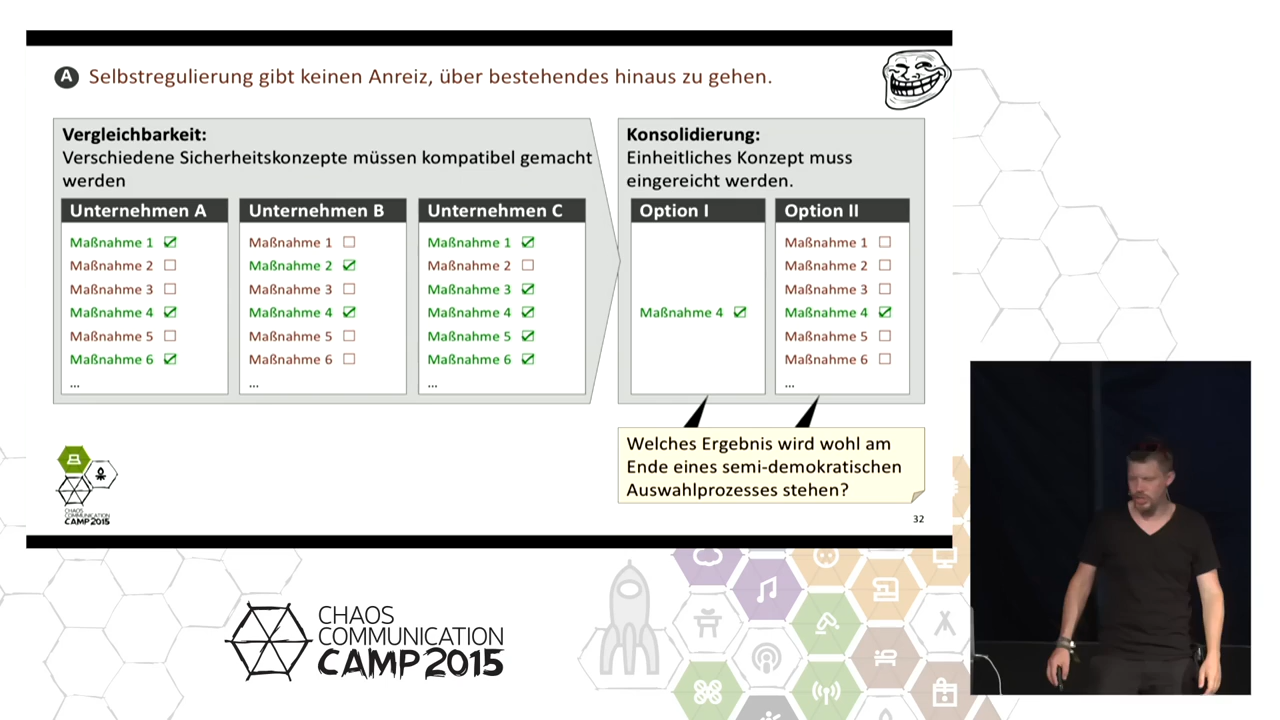 A Selbstregulierung gibt keinen Anreiz, über bestehendes hinaus zu gehen.
Vergleichbarkeit:
Verschiedene Sicherheitskonzepte müssen kompatibel gemacht
werden
Unternehmen A
Maßnahme 1
Maßnahme 2
Maßnahme 3
Maßnahme 4
Maßnahme 5
Maßnahme 6
...
Unternehmen B
Maßnahme 1
Maßnahme 2
Maßnahme 3
Maßnahme 4
Maßnahme 5
Maßnahme 6
...
Unternehmen C
Maßnahme 1
Maßnahme 2
Maßnahme 3
Maßnahme 4
Maßnahme 5
Maßnahme 6
...
Konsolidierung:
Einheitliches Konzept muss
eingereicht werden.
Option I
Maßnahme 4
Option II
Maßnahme 1
Maßnahme 2
Maßnahme 3
Maßnahme 4
Maßnahme 5
Maßnahme 6
...
Welches Ergebnis wird wohl am
Ende eines semi-demokratischen
Auswahlprozesses stehen?
CHAOS
COMMUNICATION
CAMP 2015
32
CHAOS
COMMUNICATION
CAMP 2015